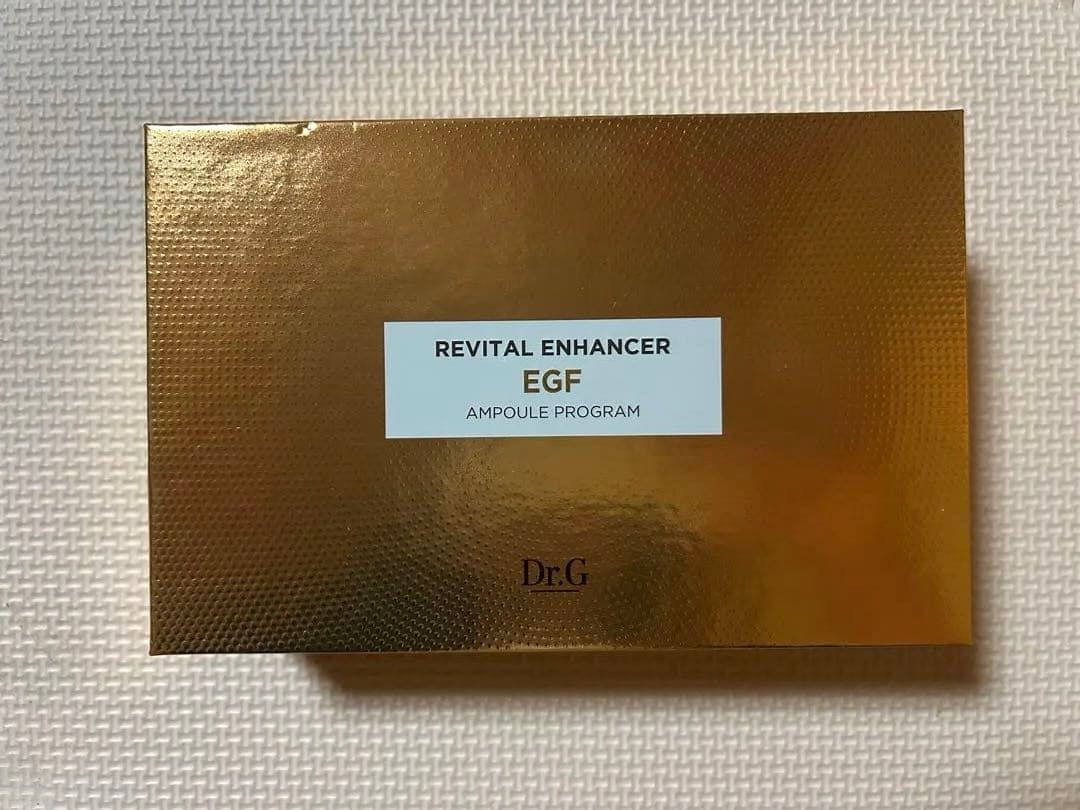 REVITAL ENHANCER
EGF
AMPOULE PROGRAM
Dr.G